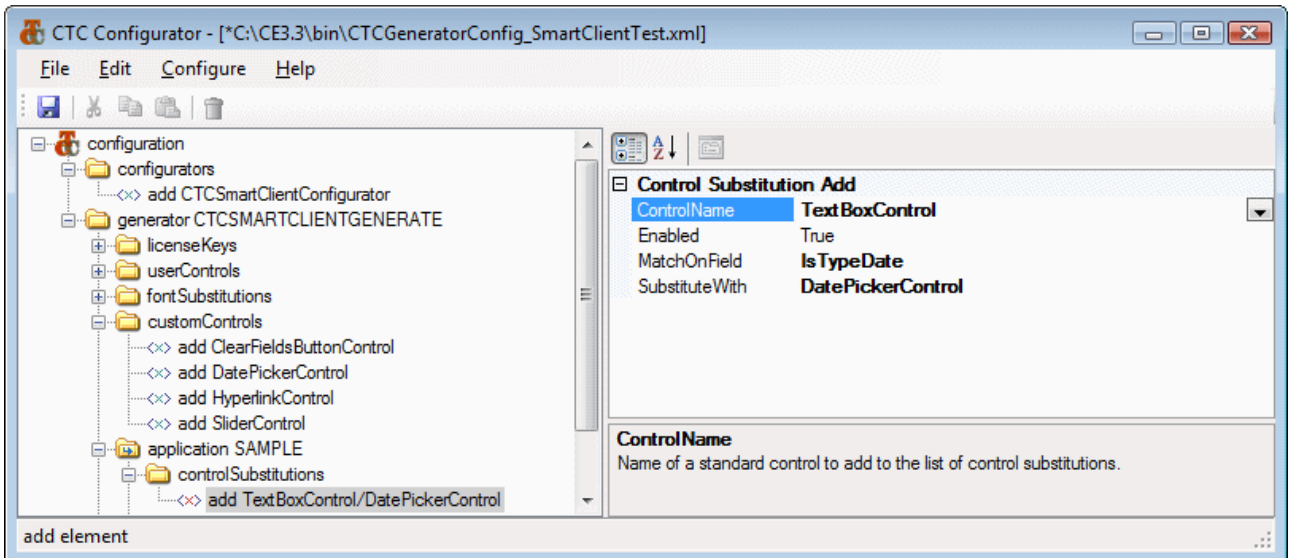 CTC Configurator - [*C:\CE3.3\bin\CTCGeneratorConfig_SmartClientTest.xml]
File Edit Configure Help
configuration
configurators
<x> add CTCSmartClientConfigurator
generator CTCSMARTCLIENTGENERATE
licenseKeys
userControls
fontSubstitutions
customControls
<x> add ClearFieldsButtonControl
<x> add DatePickerControl
<x> add HyperlinkControl
<x> add SliderControl
application SAMPLE
controlSubstitutions
<x> add TextBoxControl/DatePickerControl
A
Z
Control Substitution Add
ControlName TextBoxControl
Enabled True
MatchOnField IsTypeDate
SubstituteWith DatePickerControl
ControlName
Name of a standard control to add to the list of control substitutions.
add element